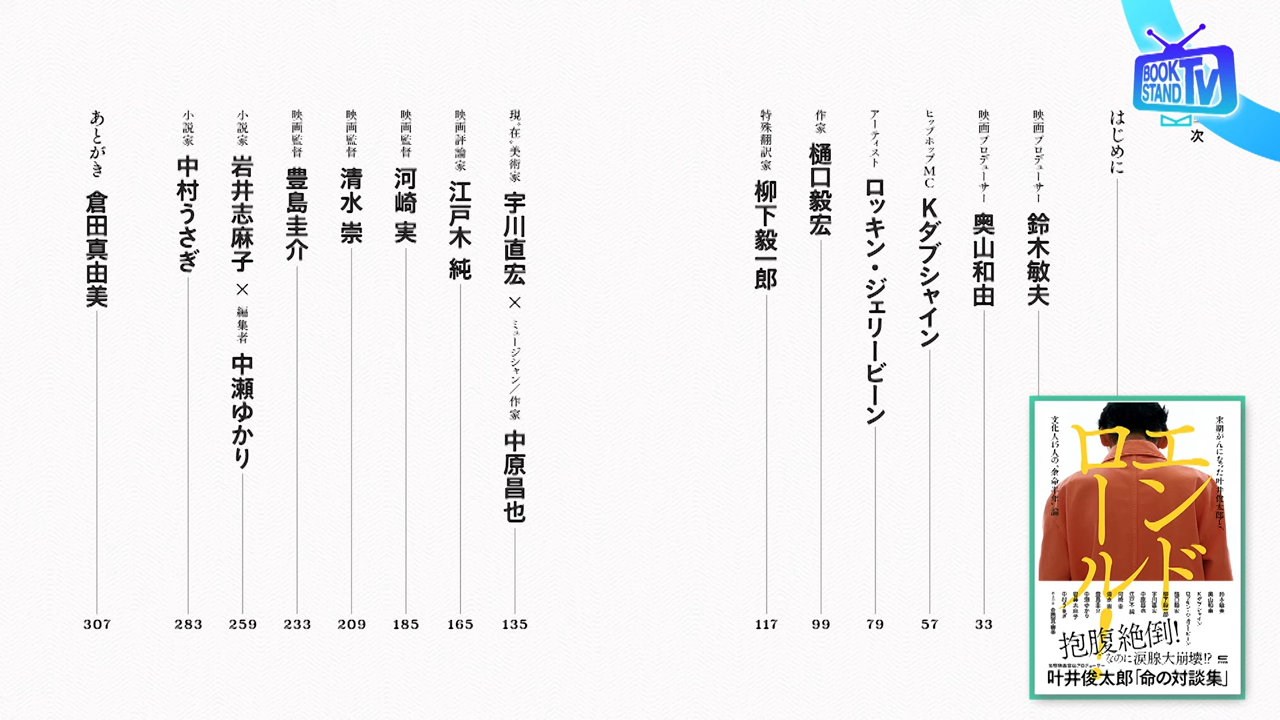 BOOK STAND TV
次
はじめに
映画プロデューサー 鈴木敏夫
映画プロデューサー 奥山和由 33
ヒップホップMC Kダブシャイン 57
アーティスト ロッキン・ジェリービーン 79
作家 樋口毅宏 99
特殊翻訳家 柳下毅一郎 117
現"在"美術家 宇川直宏 × ミュージシャン/作家 中原昌也 135
映画評論家 江戸木 純 165
映画監督 河崎 実 185
映画監督 清水 崇 209
映画監督 豊島圭介 233
小説家 岩井志麻子 × 編集者 中瀬ゆかり 259
小説家 中村うさぎ 283
あとがき 倉田真由美 307
末期がんになった叶井俊太郎と
エンドロール!
文化人15人の"余命半年"論
抱腹絶倒!
なのに涙腺大崩壊!?
叶井俊太郎「命の対談集」